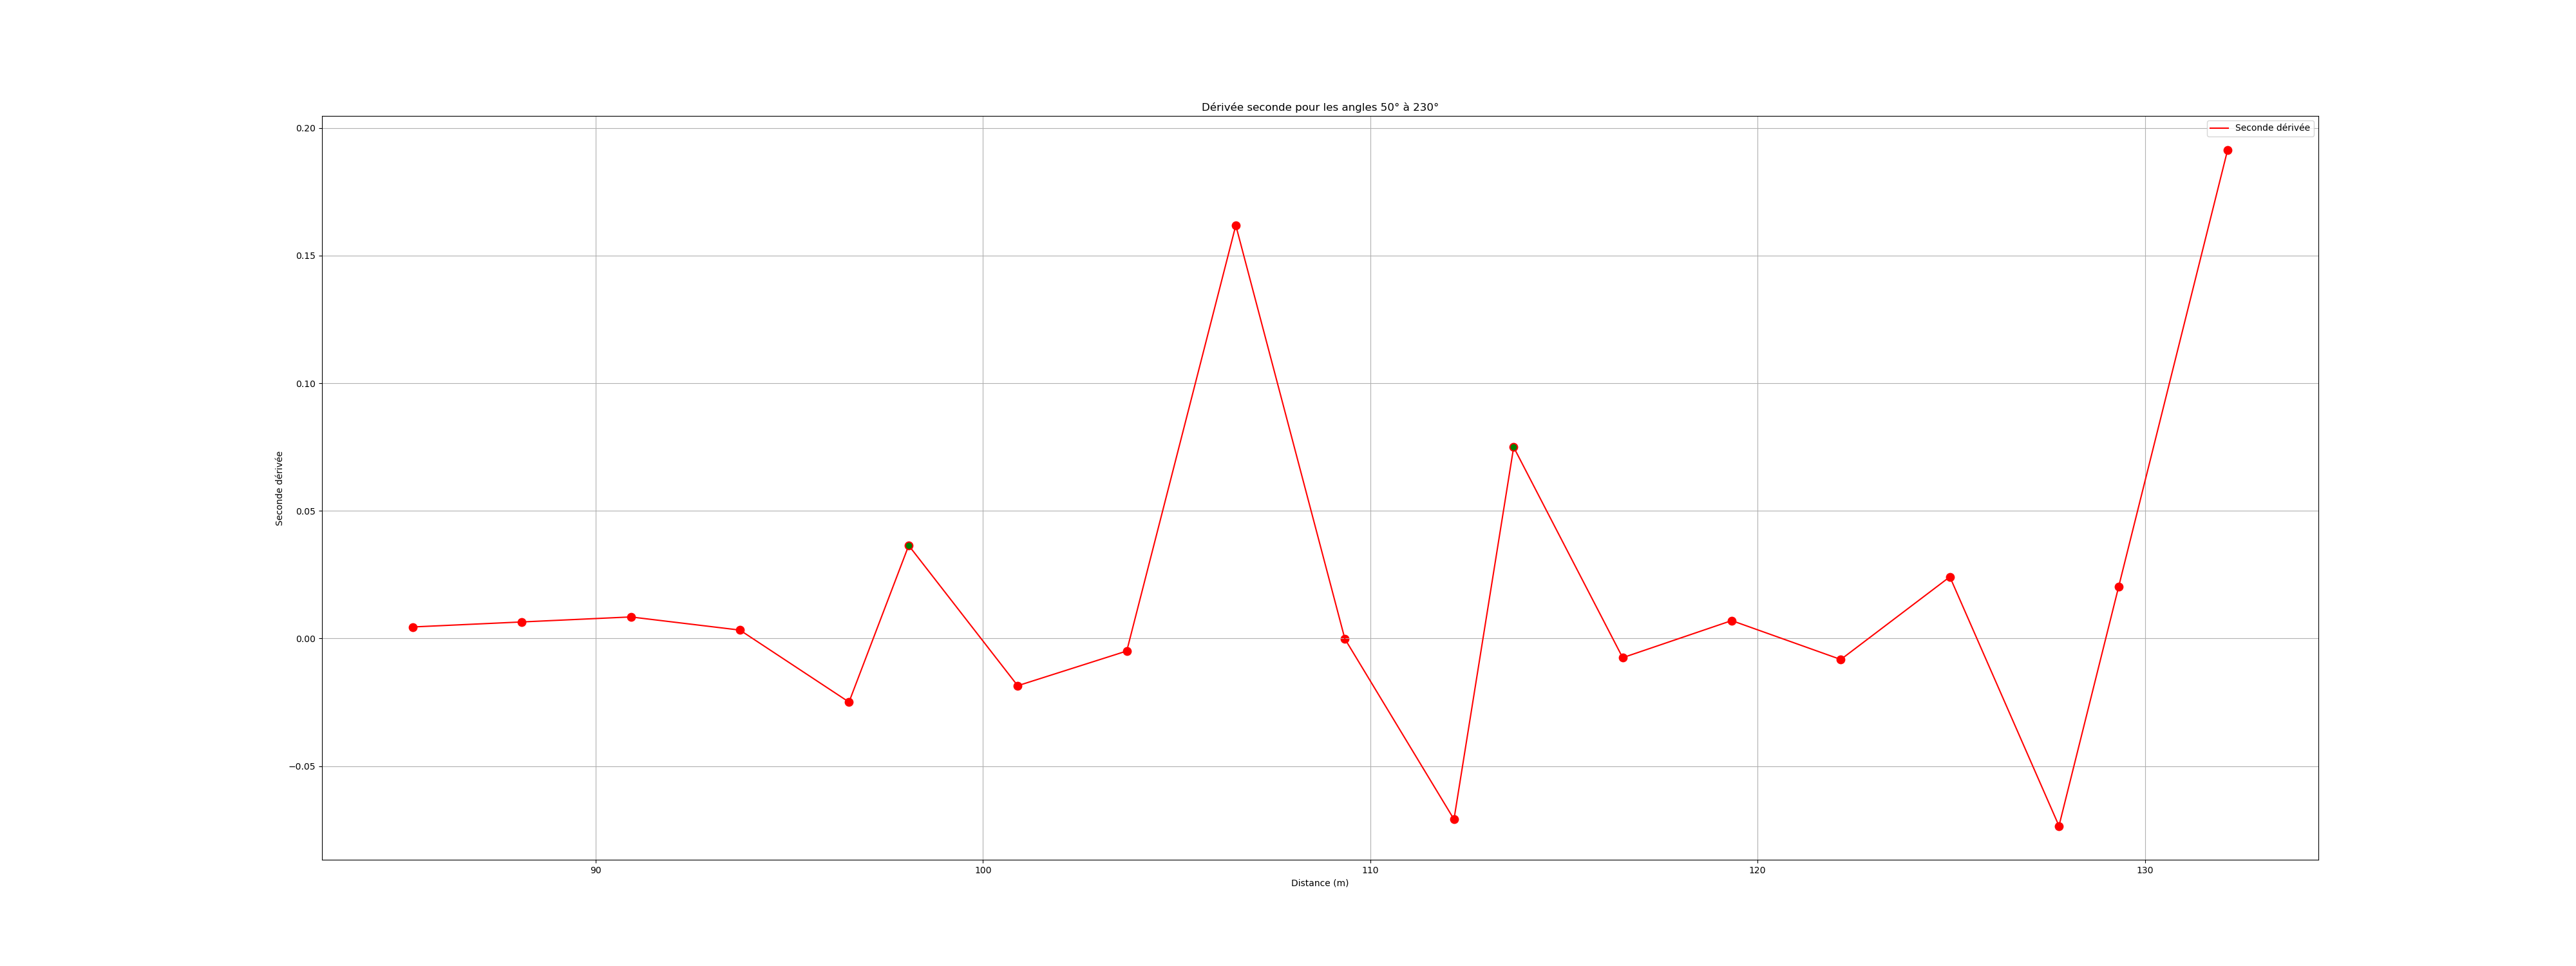 Dérivée seconde pour les angles 50° à 230°
Seconde dérivée
0.20
0.15
0.10
0.05
0.00
−0.05
Seconde dérivée
90
100
110
120
130
Distance (m)